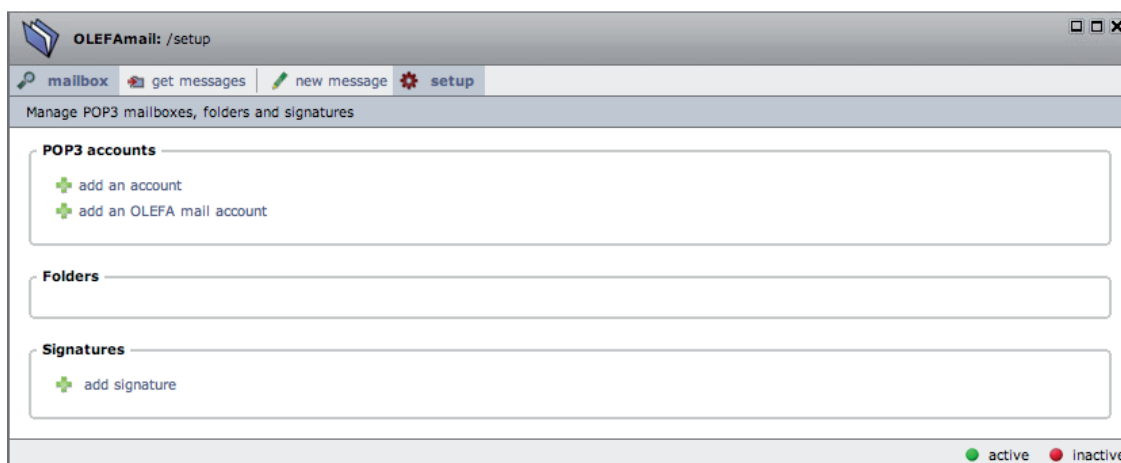 OLEFAmail: /setup
mailbox get messages new message setup
Manage POP3 mailboxes, folders and signatures
POP3 accounts
add an account
add an OLEFA mail account
Folders
Signatures
add signature
active inactive